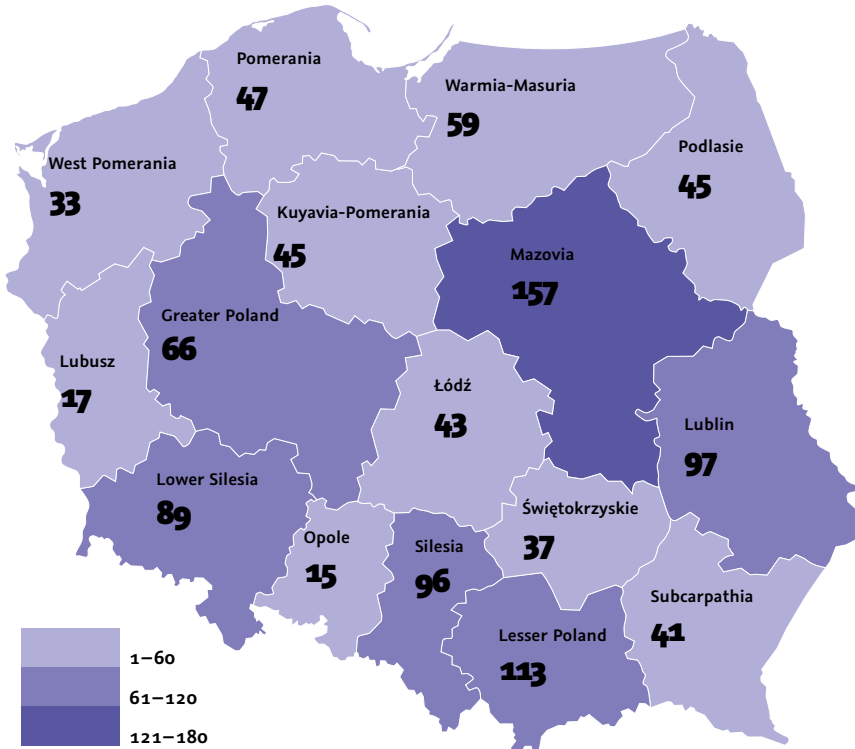 Pomerania
47
Warmia-Masuria
59
Podlasie
45
West Pomerania
33
Kuyavia-Pomerania
45
Mazovia
157
Greater Poland
66
Lubusz
17
Łódź
43
Lublin
97
Lower Silesia
89
Opole
15
Silesia
96
Świętokrzyskie
37
Subcarpathia
41
Lesser Poland
113
1–60
61–120
121–180